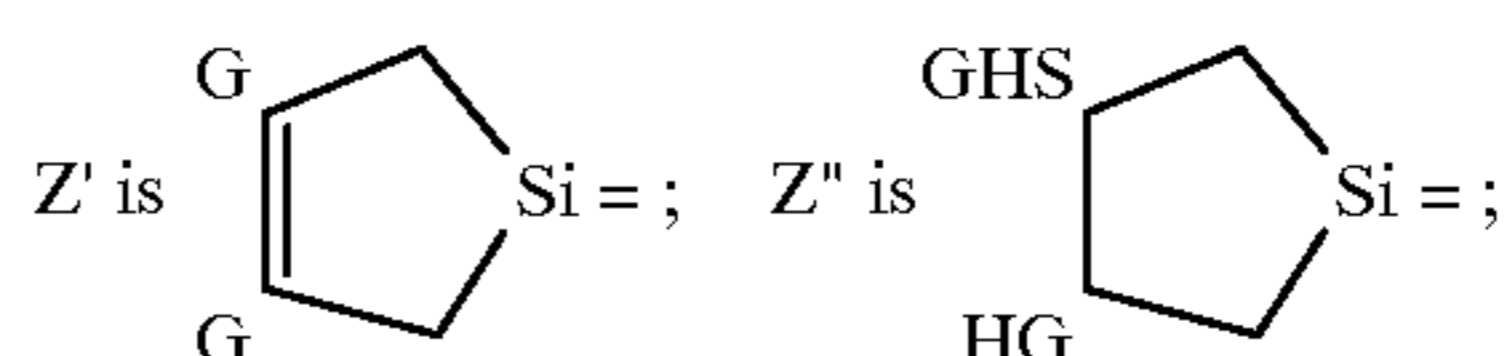 G GHS
Z' is Si = ; Z" is Si = ;
G HG